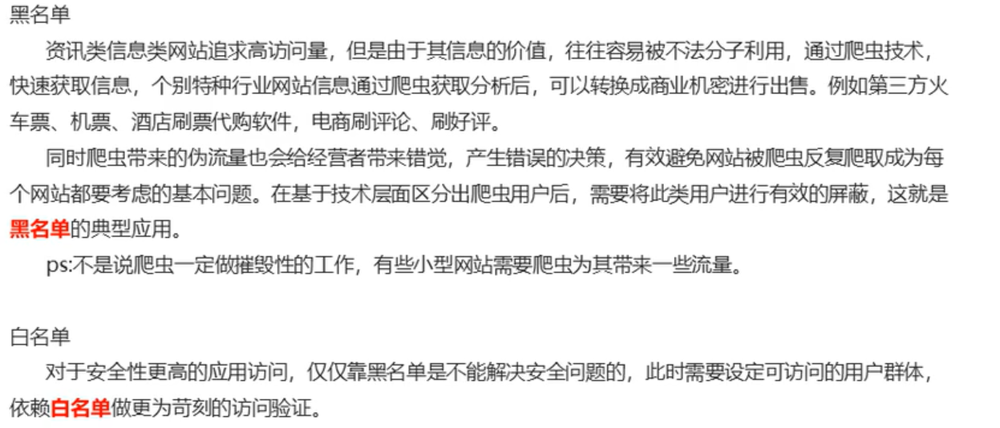 黑名单
资讯类信息类网站追求高访问量，但是由于其信息的价值，往往容易被不法分子利用，通过爬虫技术，
快速获取信息，个别特种行业网站信息通过爬虫获取分析后，可以转换成商业机密进行出售。例如第三方火
车票、机票、酒店刷票代购软件，电商刷评论、刷好评。
同时爬虫带来的伪流量也会给经营者带来错觉，产生错误的决策，有效避免网站被爬虫反复爬取成为每
个网站都要考虑的基本问题。在基于技术层面区分出爬虫用户后，需要将此类用户进行有效的屏蔽，这就是
黑名单的典型应用。
ps:不是说爬虫一定做摧毁性的工作，有些小型网站需要爬虫为其带来一些流量。
白名单
对于安全性更高的应用访问，仅仅靠黑名单是不能解决安全问题的，此时需要设定可访问的用户群体，
依赖白名单做更为苛刻的访问验证。